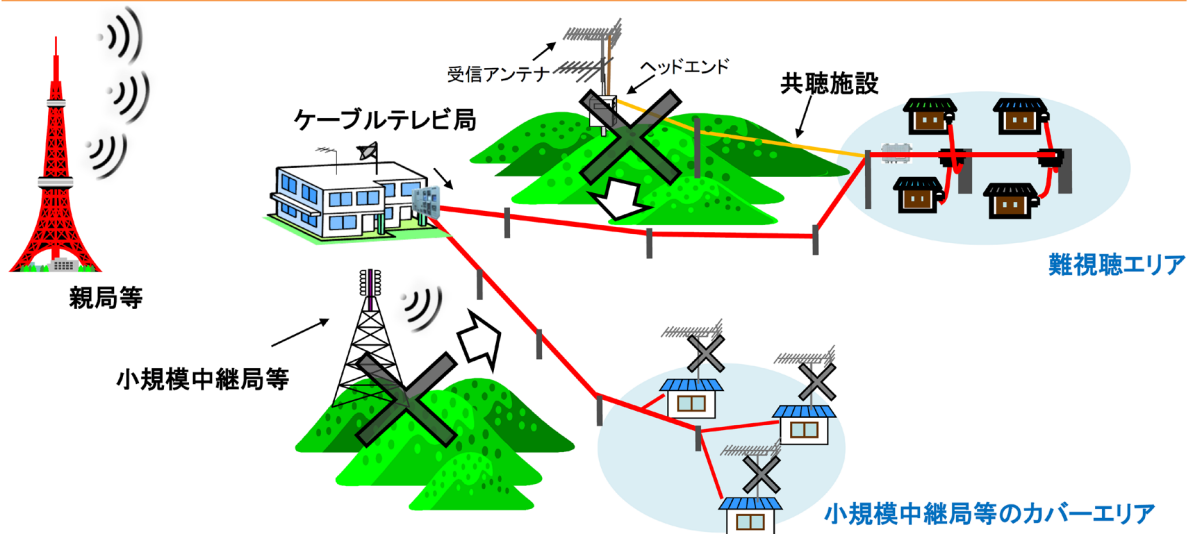 受信アンテナ
ヘッドエンド
共聴施設
ケーブルテレビ局
難視聴エリア
親局等
小規模中継局等
小規模中継局等のカバーエリア